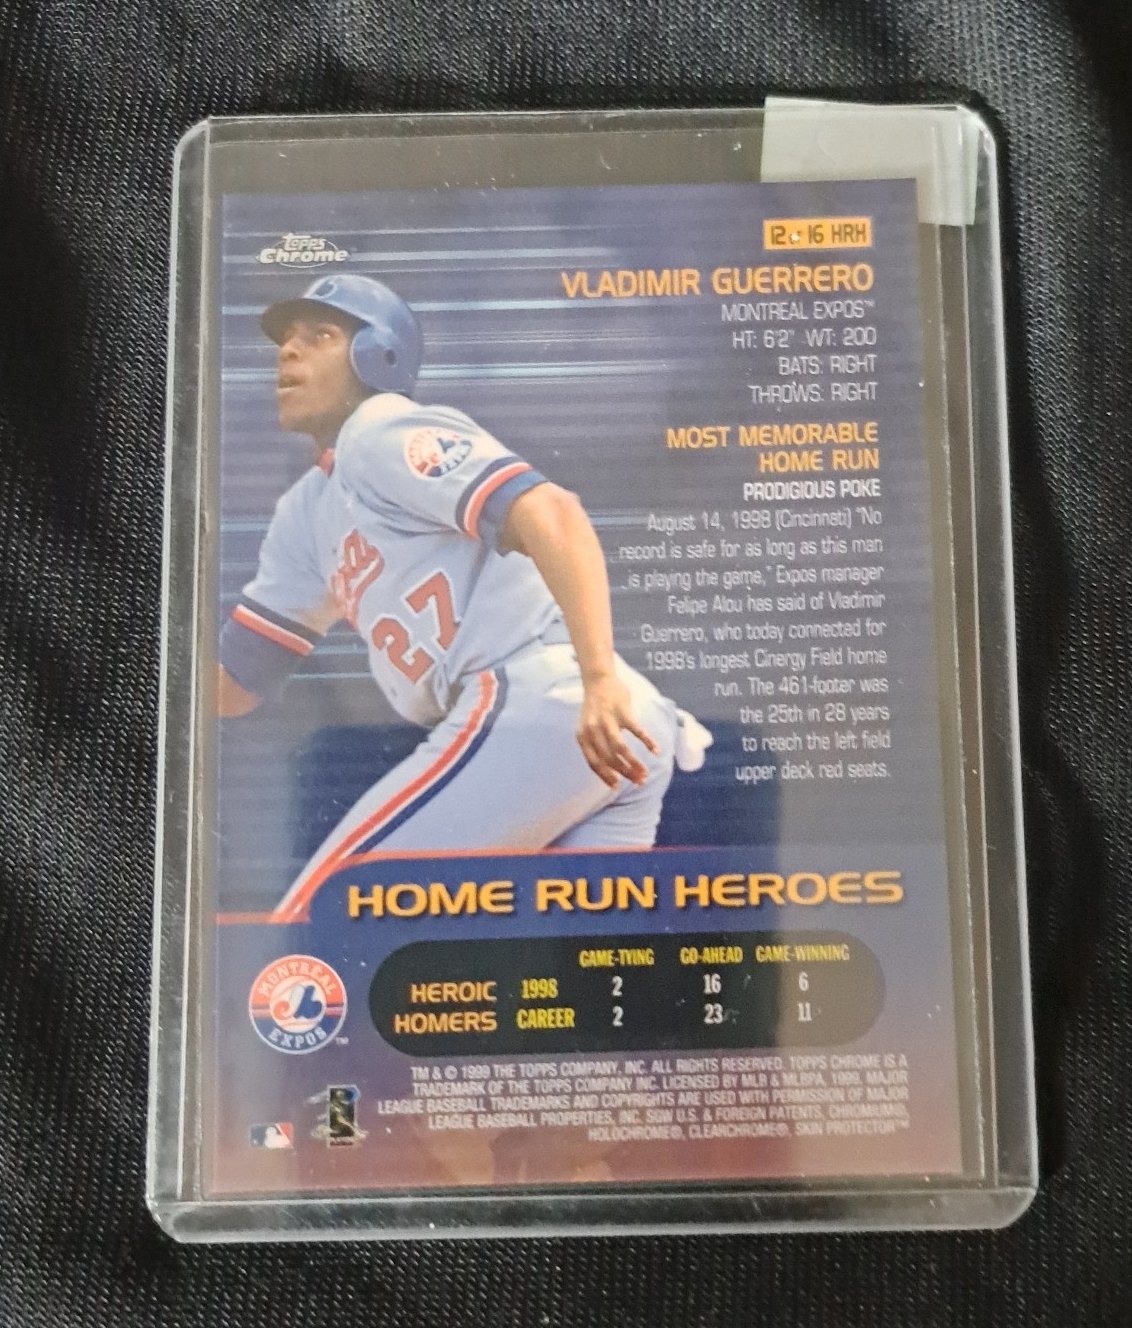 Topps
Chrome
12 ☆ 16 HRH
VLADIMIR GUERRERO
MONTREAL EXPOS™
HT: 6'2" WT: 200
BATS: RIGHT
THROWS: RIGHT
MOST MEMORABLE
HOME RUN
PRODIGIOUS POKE
August 14, 1998 (Cincinnati) "No
record is safe for as long as this man
is playing the game," Expos manager
Felipe Alou has said of Vladimir
Guerrero, who today connected for
1998's longest Cinergy Field home
run. The 461-footer was
the 25th in 28 years
to reach the left field
upper deck red seats.
27
HOME RUN HEROES
GAME-TYING GO-AHEAD GAME-WINNING
HEROIC 1998 2 16 6
HOMERS CAREER 2 23 11
MONTREAL
EXPOS
™
TM & © 1999 THE TOPPS COMPANY, INC. ALL RIGHTS RESERVED. TOPPS CHROME IS A
TRADEMARK OF THE TOPPS COMPANY INC. LICENSED BY MLB & MLBPA, 1999. MAJOR
LEAGUE BASEBALL TRADEMARKS AND COPYRIGHTS ARE USED WITH PERMISSION OF MAJOR
LEAGUE BASEBALL PROPERTIES, INC. SGW U.S. & FOREIGN PATENTS, CHROMIUM®,
HOLOCHROME®, CLEARCHROME®, SKIN PROTECTOR™